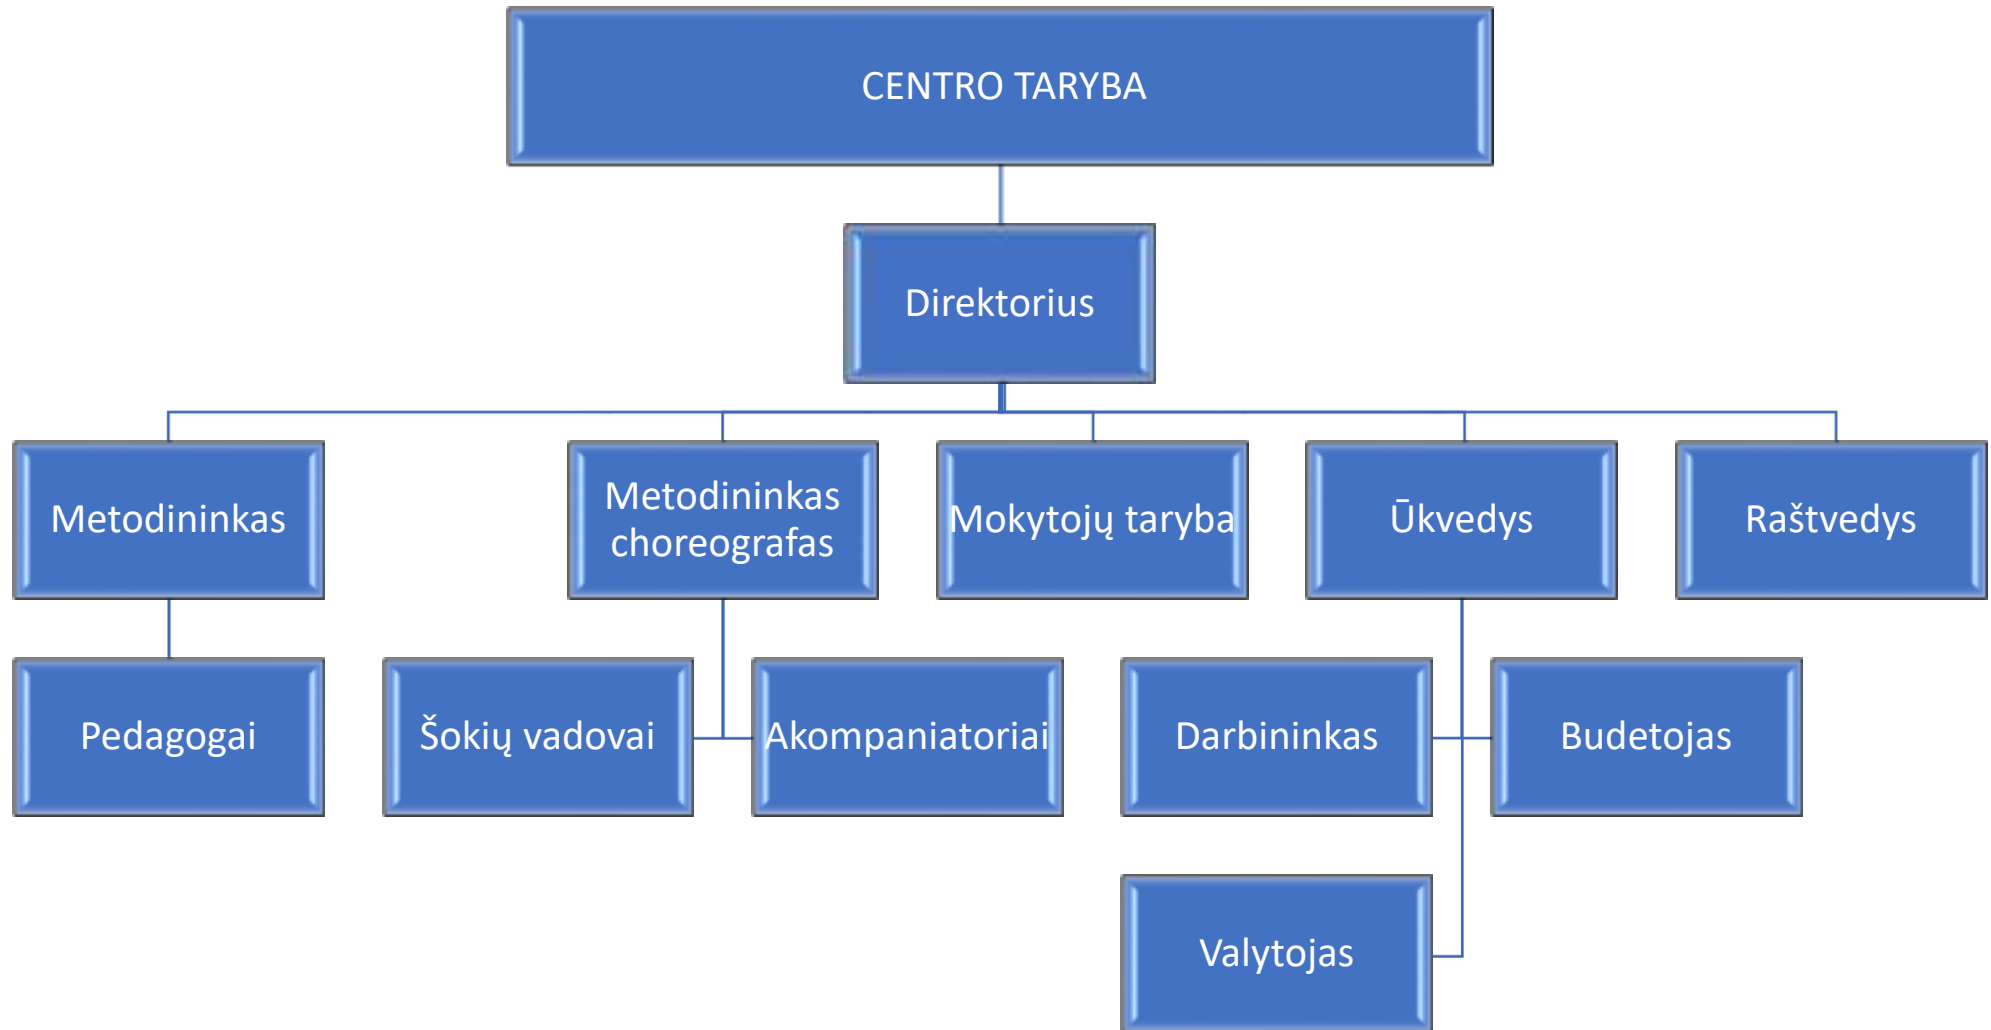 CENTRO TARYBA
Direktorius
Metodininkas
Metodininkas
choreografas
Mokytojų taryba
Ūkvedys
Raštvedys
Pedagogai
Šokių vadovai
Akompaniatoriai
Darbininkas
Budetojas
Valytojas